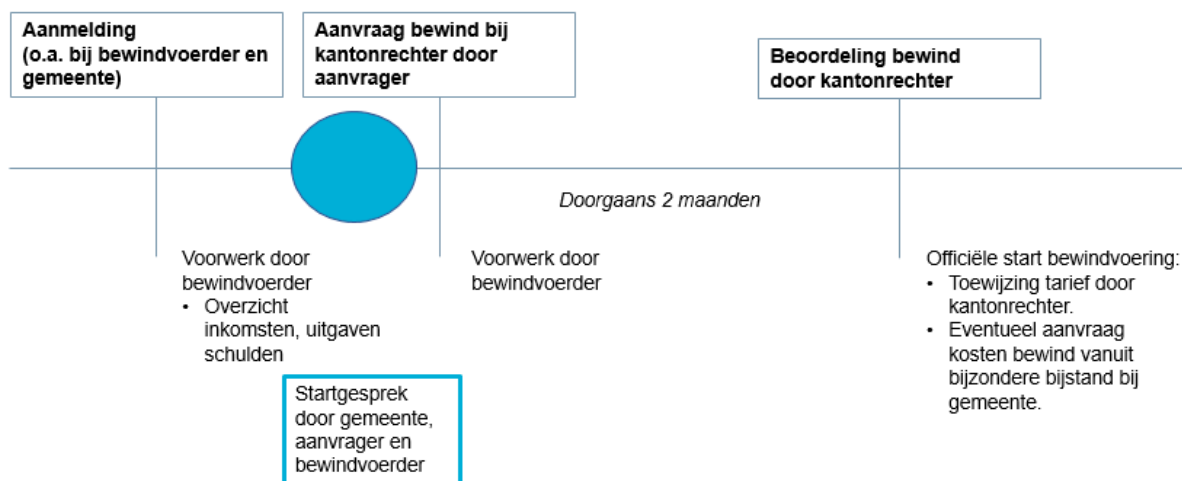 Aanmelding
(o.a. bij bewindvoerder en
gemeente)
Aanvraag bewind bij
kantonrechter door
aanvrager
Beoordeling bewind
door kantonrechter
Doorgaans 2 maanden
Voorwerk door
bewindvoerder
• Overzicht
inkomsten, uitgaven
schulden
Startgesprek
door gemeente,
aanvrager en
bewindvoerder
Voorwerk door
bewindvoerder
Officiële start bewindvoering:
• Toewijzing tarief door
kantonrechter.
• Eventueel aanvraag
kosten bewind vanuit
bijzondere bijstand bij
gemeente.